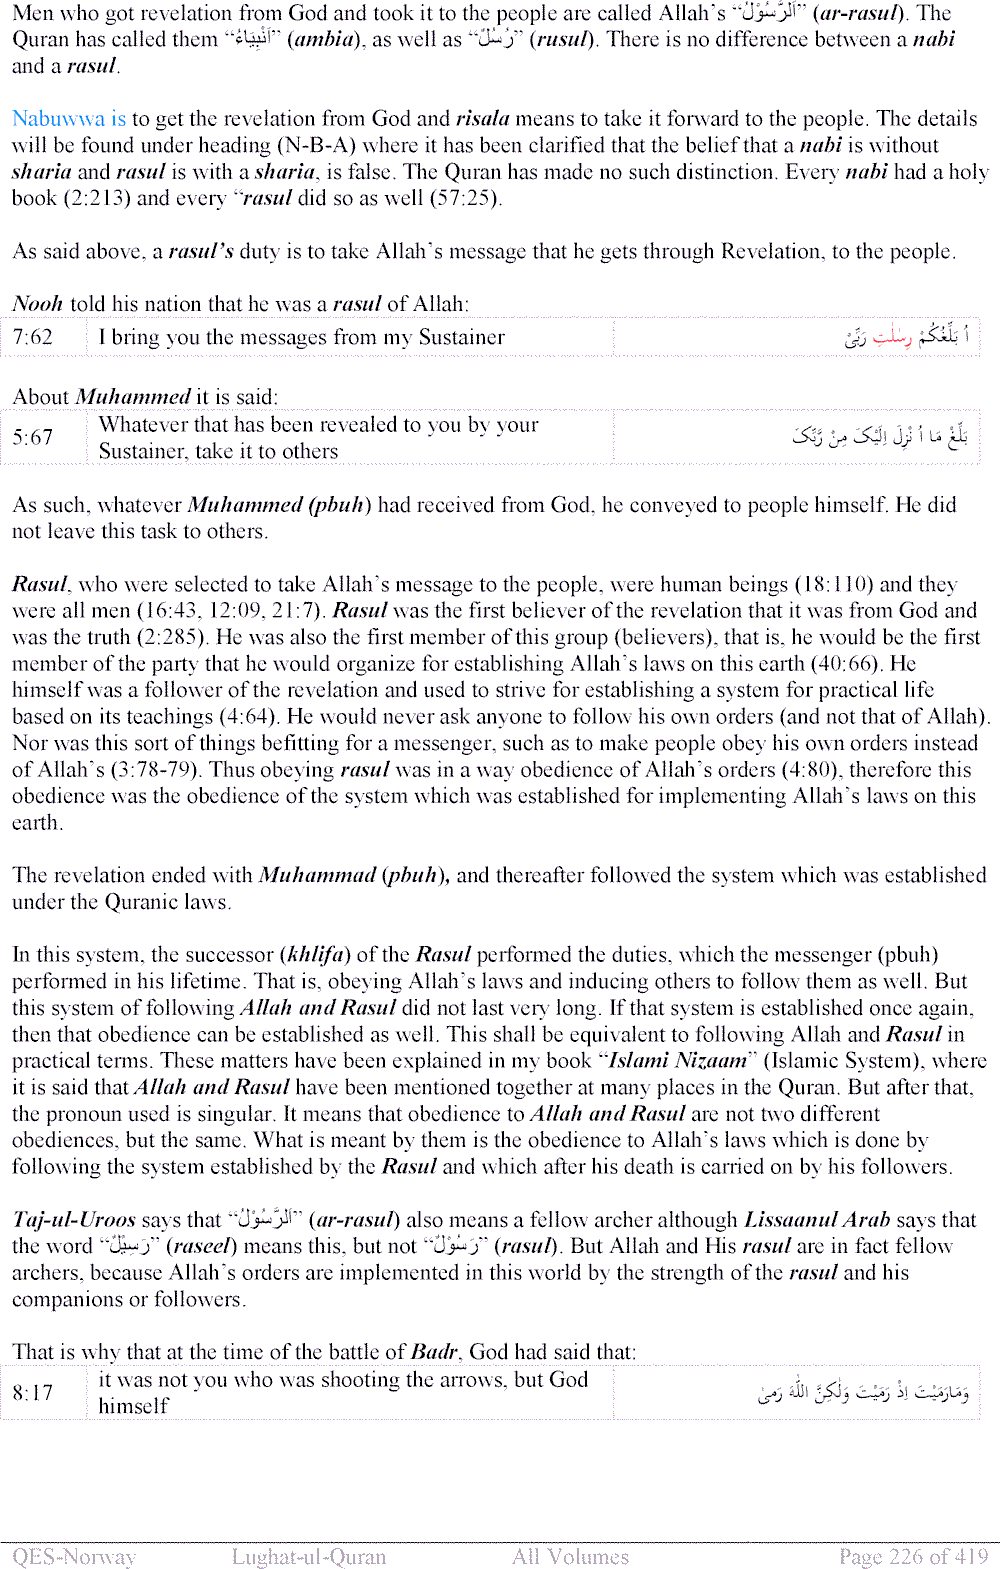 Men who got revelation from God and took it to the people are called Allah's “اَلرَّسُوْلُ” (ar-rasul). The
Quran has called them “اَنْبِيَاءُ” (ambia), as well as “رُسُلٌ” (rusul). There is no difference between a nabi
and a rasul.
Nabuwwa is to get the revelation from God and risala means to take it forward to the people. The details
will be found under heading (N-B-A) where it has been clarified that the belief that a nabi is without
sharia and rasul is with a sharia, is false. The Quran has made no such distinction. Every nabi had a holy
book (2:213) and every “rasul did so as well (57:25).
As said above, a rasul's duty is to take Allah's message that he gets through Revelation, to the people.
Nooh told his nation that he was a rasul of Allah:
7:62 I bring you the messages from my Sustainer اُ بَلِّغُكُمْ رِسٰلٰتِ رَبِّیْ
About Muhammed it is said:
5:67 Whatever that has been revealed to you by your
Sustainer, take it to others بَلِّغْ مَا اُ نْزِلَ اِلَيْکَ مِنْ رَّبِّکَ
As such, whatever Muhammed (pbuh) had received from God, he conveyed to people himself. He did
not leave this task to others.
Rasul, who were selected to take Allah's message to the people, were human beings (18:110) and they
were all men (16:43, 12:09, 21:7). Rasul was the first believer of the revelation that it was from God and
was the truth (2:285). He was also the first member of this group (believers), that is, he would be the first
member of the party that he would organize for establishing Allah's laws on this earth (40:66). He
himself was a follower of the revelation and used to strive for establishing a system for practical life
based on its teachings (4:64). He would never ask anyone to follow his own orders (and not that of Allah).
Nor was this sort of things befitting for a messenger, such as to make people obey his own orders instead
of Allah's (3:78-79). Thus obeying rasul was in a way obedience of Allah's orders (4:80), therefore this
obedience was the obedience of the system which was established for implementing Allah's laws on this
earth.
The revelation ended with Muhammad (pbuh), and thereafter followed the system which was established
under the Quranic laws.
In this system, the successor (khlifa) of the Rasul performed the duties, which the messenger (pbuh)
performed in his lifetime. That is, obeying Allah's laws and inducing others to follow them as well. But
this system of following Allah and Rasul did not last very long. If that system is established once again,
then that obedience can be established as well. This shall be equivalent to following Allah and Rasul in
practical terms. These matters have been explained in my book “Islami Nizaam” (Islamic System), where
it is said that Allah and Rasul have been mentioned together at many places in the Quran. But after that,
the pronoun used is singular. It means that obedience to Allah and Rasul are not two different
obediences, but the same. What is meant by them is the obedience to Allah's laws which is done by
following the system established by the Rasul and which after his death is carried on by his followers.
Taj-ul-Uroos says that “اَلرَّسُوْلُ” (ar-rasul) also means a fellow archer although Lissaanul Arab says that
the word “رَسِيْلٌ” (raseel) means this, but not “رَسُوْلٌ” (rasul). But Allah and His rasul are in fact fellow
archers, because Allah's orders are implemented in this world by the strength of the rasul and his
companions or followers.
That is why that at the time of the battle of Badr, God had said that:
8:17 it was not you who was shooting the arrows, but God
himself وَمَارَمَيْتَ اِذْ رَمَيْتَ وَلٰکِنَّ اللّٰهَ رَمیٰ
QES-Norway Lughat-ul-Quran All Volumes Page 226 of 419